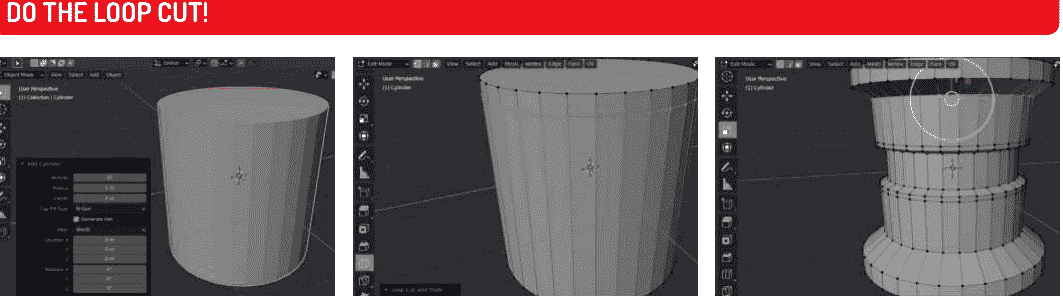 DO THE LOOP CUT!
Object Mode View Select Add Object
Global
User Perspective
(1) Collection | Cylinder
Add Cylinder
Vertices
Radius
Depth
Cap Fill Type
Generate UVs
Align World
Location X
Y
Z
Rotation X
Y
Z
Edit Mode View Select Add Mesh Vertex Edge Face UV
User Perspective
(1) Cylinder
Loop Cut and Slide
Edit Mode View Select Add Mesh Vertex Edge Face UV
User Perspective
(1) Cylinder